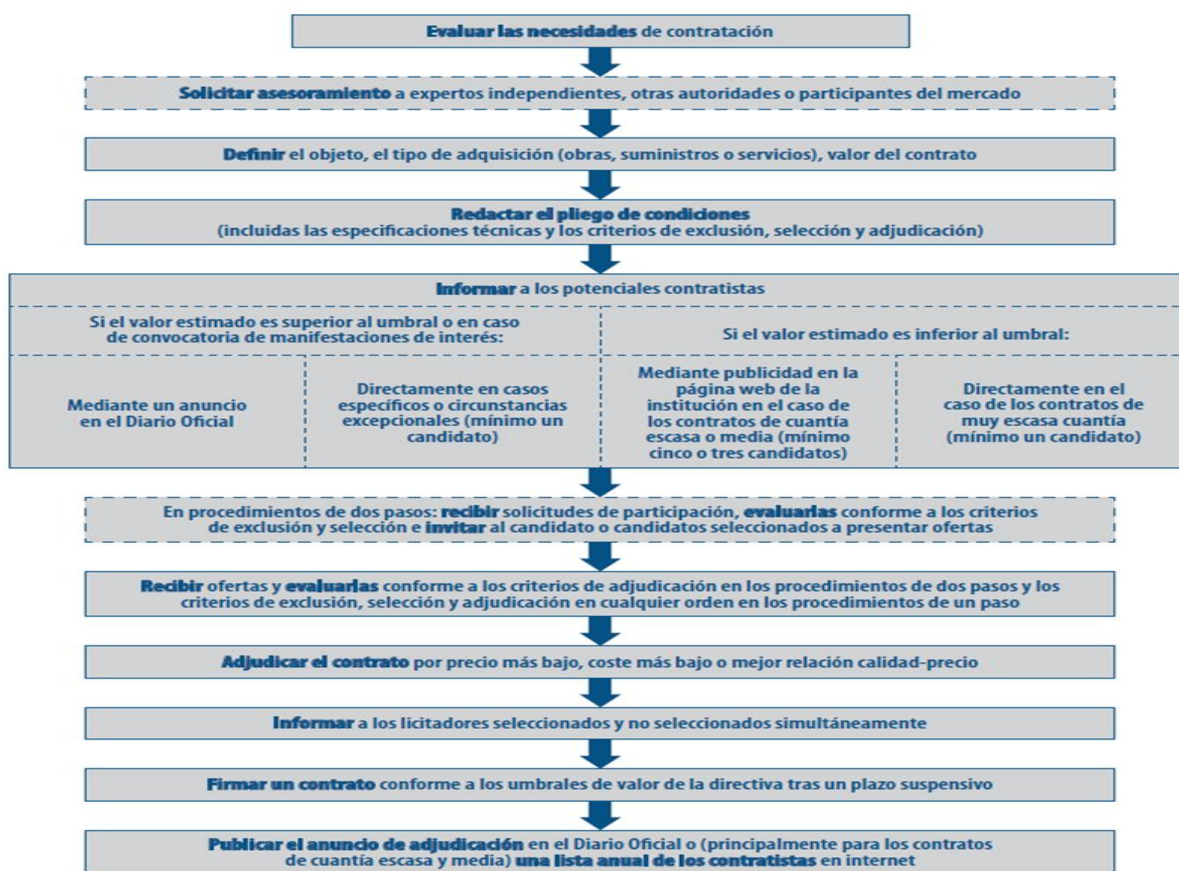 Evaluar las necesidades de contratación
Solicitar asesoramiento a expertos independientes, otras autoridades o participantes del mercado
Definir el objeto, el tipo de adquisición (obras, suministros o servicios), valor del contrato
Redactar el pliego de condiciones
(incluidas las especificaciones técnicas y los criterios de exclusión, selección y adjudicación)
Informar a los potenciales contratistas
Si el valor estimado es superior al umbral o en caso
de convocatoria de manifestaciones de interés:
Mediante un anuncio
en el Diario Oficial
Directamente en casos
específicos o circunstancias
excepcionales (mínimo un
candidato)
Si el valor estimado es inferior al umbral:
Mediante publicidad en la
página web de la
institución en el caso de
los contratos de cuantía
escasa o media (mínimo
cinco o tres candidatos)
Directamente en el
caso de los contratos de
muy escasa cuantía
(mínimo un candidato)
En procedimientos de dos pasos: recibir solicitudes de participación, evaluarlas conforme a los criterios
de exclusión y selección e invitar al candidato o candidatos seleccionados a presentar ofertas
Recibir ofertas y evaluarlas conforme a los criterios de adjudicación en los procedimientos de dos pasos y los
criterios de exclusión, selección y adjudicación en cualquier orden en los procedimientos de un paso
Adjudicar el contrato por precio más bajo, coste más bajo o mejor relación calidad-precio
Informar a los licitadores seleccionados y no seleccionados simultáneamente
Firmar un contrato conforme a los umbrales de valor de la directiva tras un plazo suspensivo
Publicar el anuncio de adjudicación en el Diario Oficial o (principalmente para los contratos
de cuantía escasa y media) una lista anual de los contratistas en internet